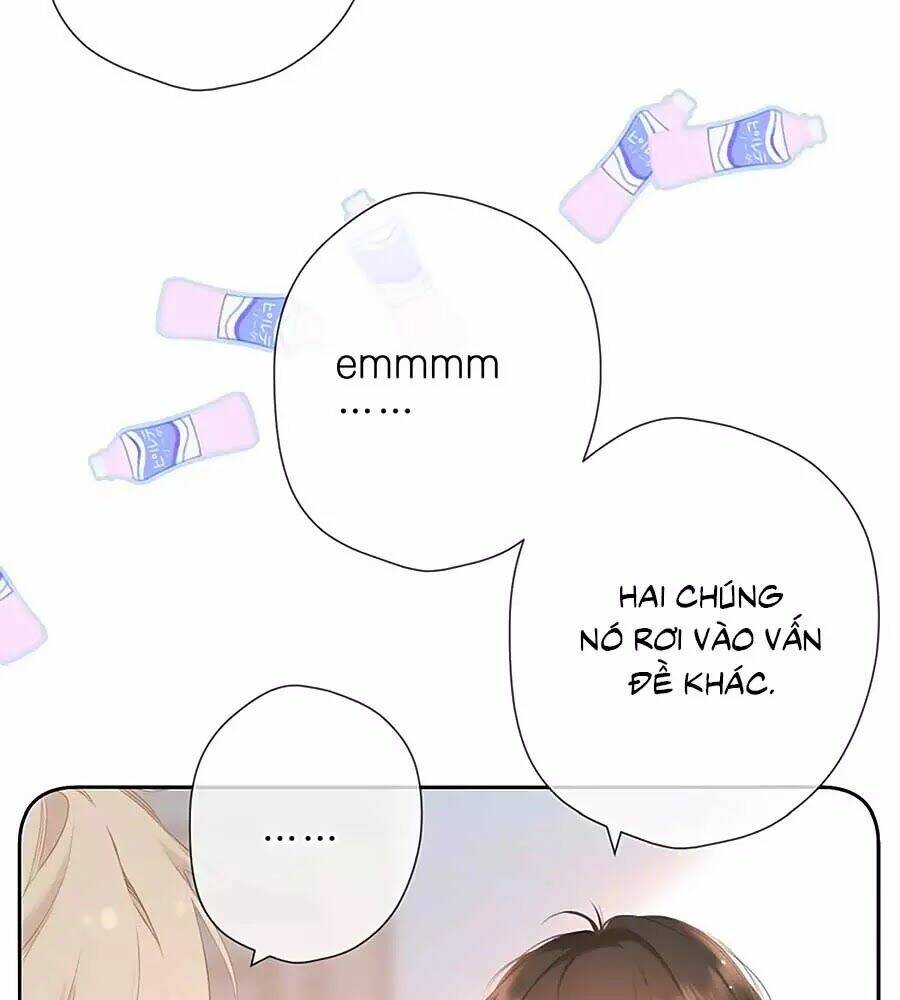 emmmm
......
HAI CHÚNG
NÓ RƠI VÀO VẤN
ĐỀ KHÁC.
......